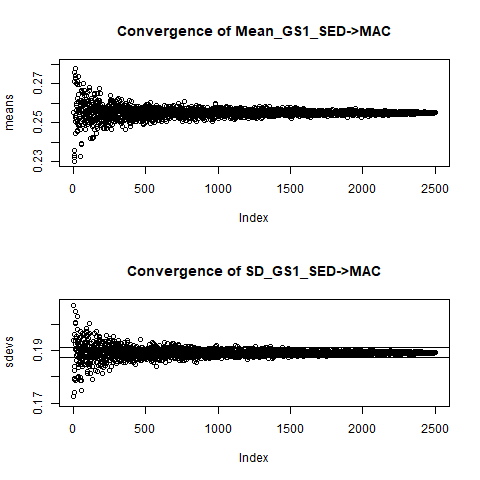 Convergence of Mean_GS1_SED->MAC
means
0.23 0.25 0.27
0 500 1000 1500 2000 2500
Index
Convergence of SD_GS1_SED->MAC
sdevs
0.17 0.19
0 500 1000 1500 2000 2500
Index